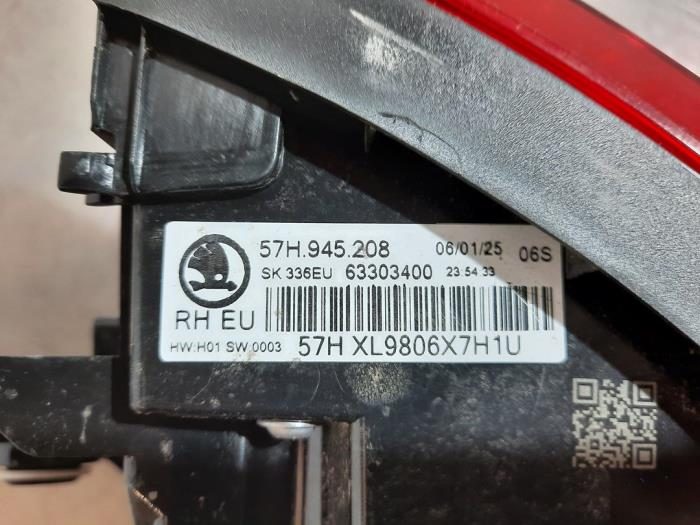 57H.945.208 06/01/25 06S
SK 336EU 63303400 23 54 33
RH EU
HW:H01 SW:0003 57H XL9806X7H1U